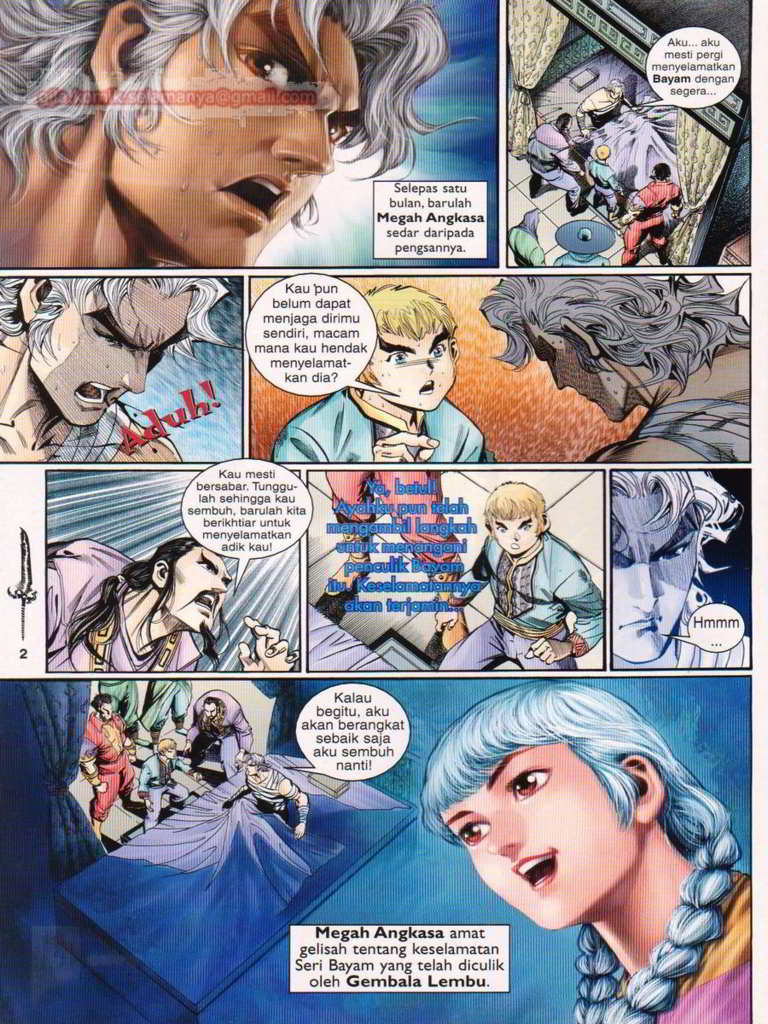 Selepas satu
bulan, barulah
Megah Angkasa
sedar daripada
pengsannya.
Aku... aku
mesti pergi
menyelamatkan
Bayam dengan
segera...
Aduh!
Kau 'pun
belum dapat
menjaga dirimu
sendiri, macam
mana kau hendak
menyelamat-
kan dia?
Kau mesti
bersabar. Tunggu-
lah sehingga kau
sembuh, barulah kita
berikhtiar untuk
menyelamatkan
adik kau!
Ya, betul!
Ayahku pun telah
mengambil langkah
untuk menangani
penculik Bayam
itu. Keselamatannya
akan terjamin.
Hmmm
...
2
Kalau
begitu, aku
akan berangkat
sebaik saja
aku sembuh
nanti!
Megah Angkasa amat
gelisah tentang keselamatan
Seri Bayam yang telah diculik
oleh Gembala Lembu.